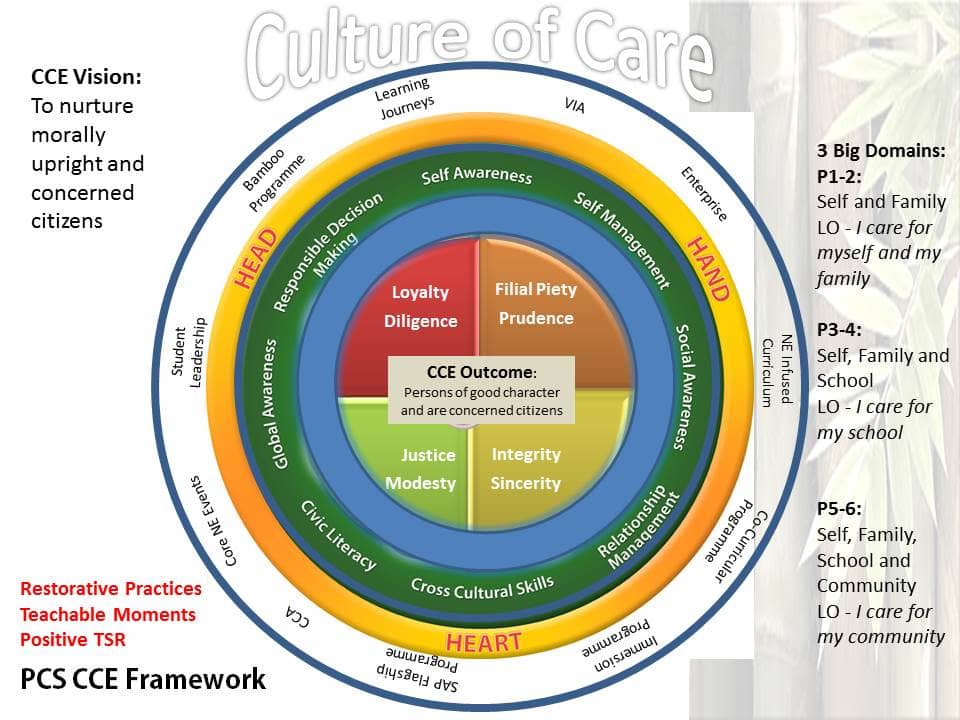 Culture of Care
CCE Vision:
To nurture
morally
upright and
concerned
citizens
Learning
Journeys
VIA
Enterprise
NE Infused
Curriculum
Co-Curricular
Programme
Immersion
Programme
SAP Flagship
Programme
CCA
Core NE Events
Student
Leadership
Bamboo
Programme
HEAD
HAND
HEART
Self Awareness
Self Management
Social Awareness
Relationship
Management
Cross Cultural Skills
Civic Literacy
Global Awareness
Responsible Decision
Making
Loyalty
Diligence
Filial Piety
Prudence
CCE Outcome:
Persons of good character
and are concerned citizens
Justice
Modesty
Integrity
Sincerity
3 Big Domains:
P1-2:
Self and Family
LO - I care for
myself and my
family
P3-4:
Self, Family and
School
LO - I care for
my school
P5-6:
Self, Family,
School and
Community
LO - I care for
my community
Restorative Practices
Teachable Moments
Positive TSR
PCS CCE Framework